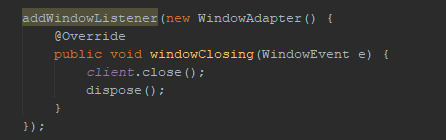 addWindowListener(new WindowAdapter() {
    @Override
    public void windowClosing(WindowEvent e) {
        client.close();
        dispose();
    }
});